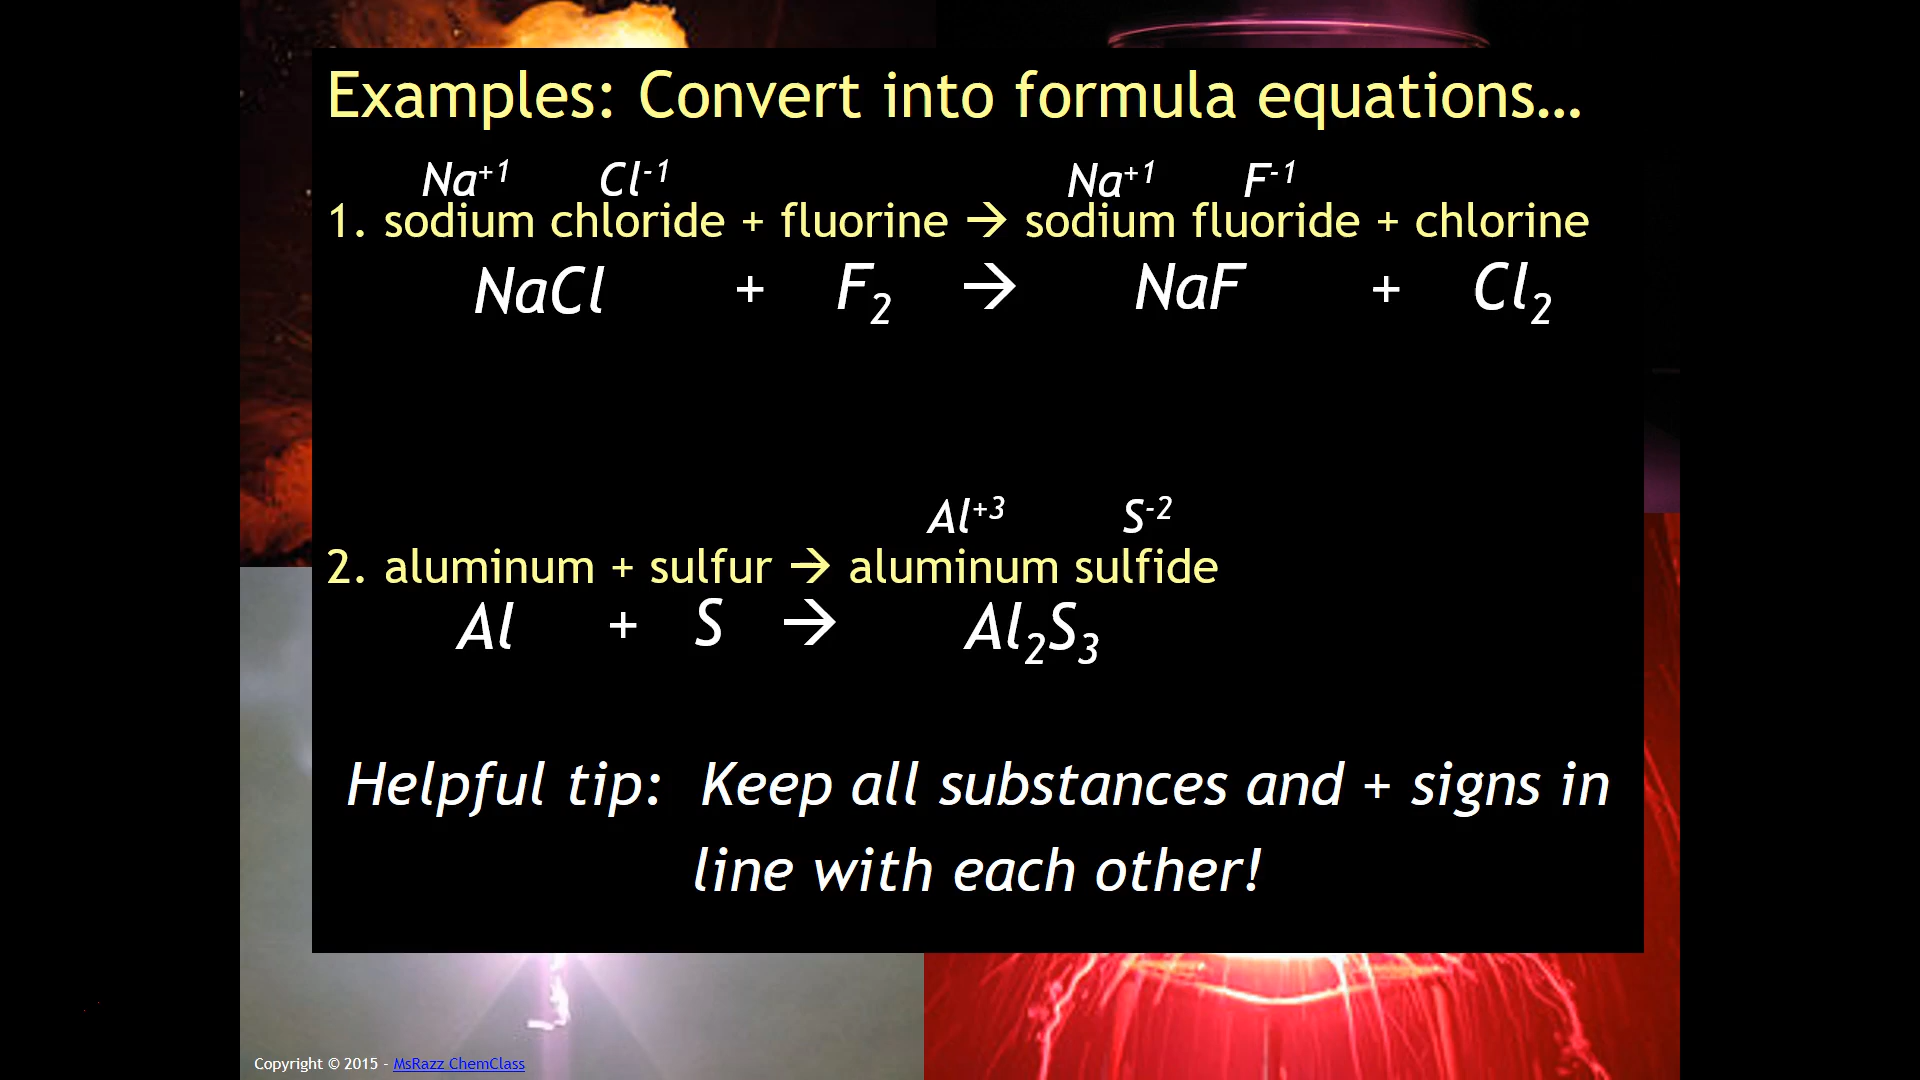 Examples: Convert into formula equations…
Na⁺¹ Cl⁻¹ Na⁺¹ F⁻¹
1. sodium chloride + fluorine → sodium fluoride + chlorine
NaCl + F₂ → NaF + Cl₂
Al⁺³ S⁻²
2. aluminum + sulfur → aluminum sulfide
Al + S → Al₂S₃
Helpful tip: Keep all substances and + signs in
line with each other!
Copyright © 2015 - MsRazz ChemClass